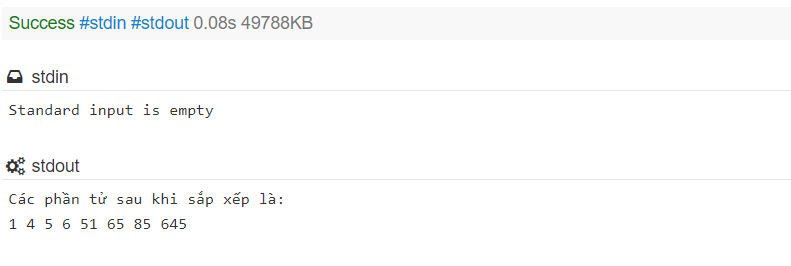 Success #stdin #stdout 0.08s 49788KB
stdin
Standard input is empty
stdout
Các phần tử sau khi sắp xếp là:
1 4 5 6 51 65 85 645